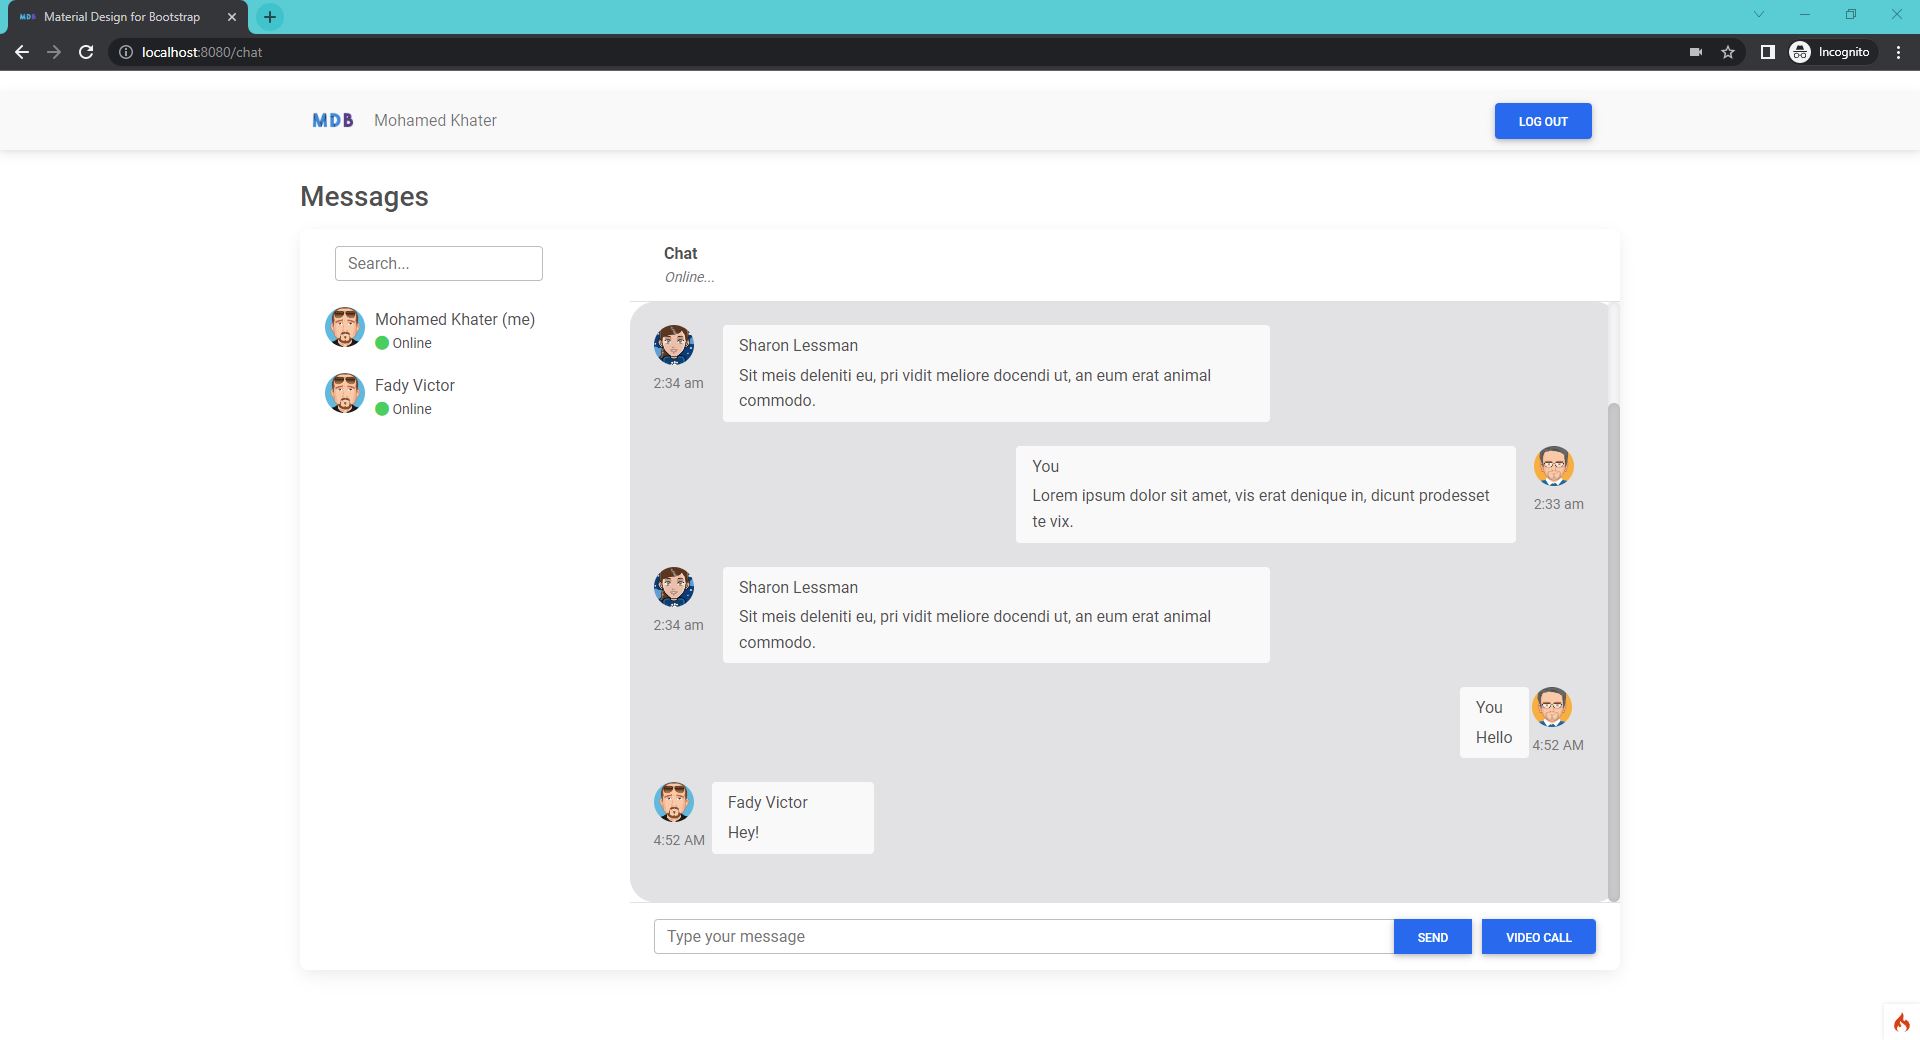 MDB Material Design for Bootstrap
localhost:8080/chat
Incognito
MDB Mohamed Khater
LOG OUT
Messages
Search...
Mohamed Khater (me)
Online
Fady Victor
Online
Chat
Online...
Sharon Lessman
Sit meis deleniti eu, pri vidit meliore docendi ut, an eum erat animal
commodo.
2:34 am
You
Lorem ipsum dolor sit amet, vis erat denique in, dicunt prodesset
te vix.
2:33 am
Sharon Lessman
Sit meis deleniti eu, pri vidit meliore docendi ut, an eum erat animal
commodo.
2:34 am
You
Hello
4:52 AM
Fady Victor
Hey!
4:52 AM
Type your message
SEND
VIDEO CALL